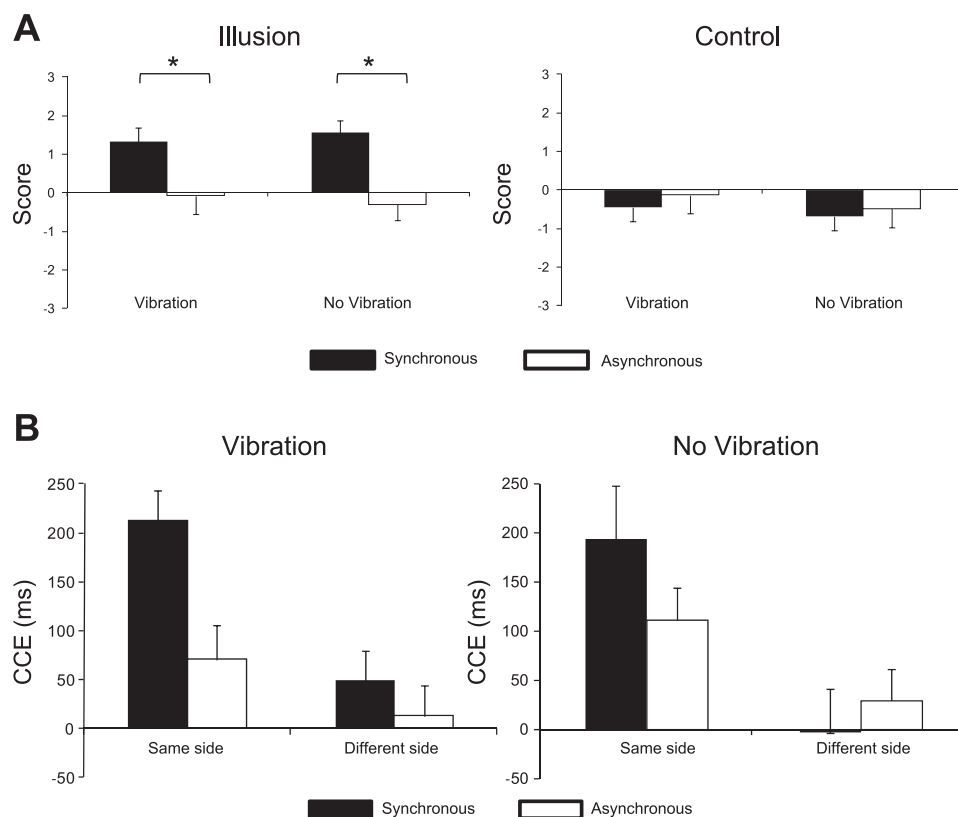 A
Illusion
Control
*
*
3
2
1
0
-1
-2
-3
Score
Vibration
No Vibration
3
2
1
0
-1
-2
-3
Score
Vibration
No Vibration
Synchronous
Asynchronous
B
Vibration
No Vibration
250
200
150
100
50
0
-50
CCE (ms)
Same side
Different side
250
200
150
100
50
0
-50
CCE (ms)
Same side
Different side
Synchronous
Asynchronous